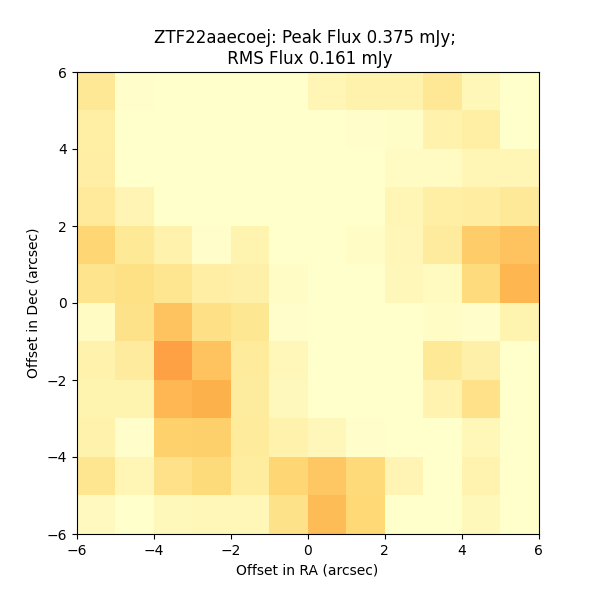 ZTF22aaecoej: Peak Flux 0.375 mJy;
RMS Flux 0.161 mJy
6
4
2
0
−2
−4
−6
Offset in Dec (arcsec)
−6 −4 −2 0 2 4 6
Offset in RA (arcsec)